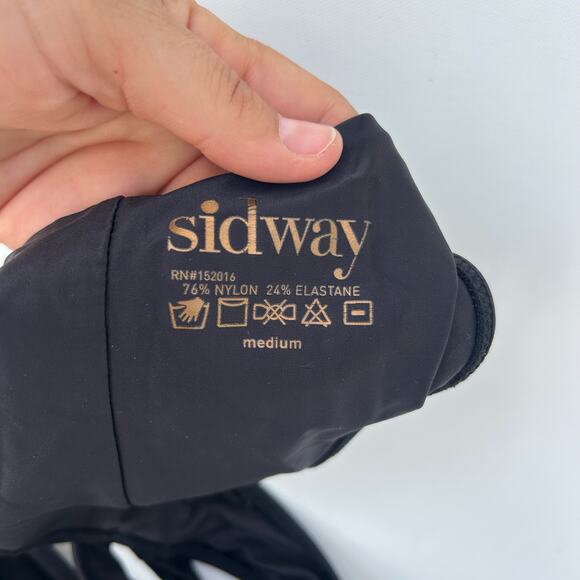 sidway
RN#152016
76% NYLON 24% ELASTANE
medium